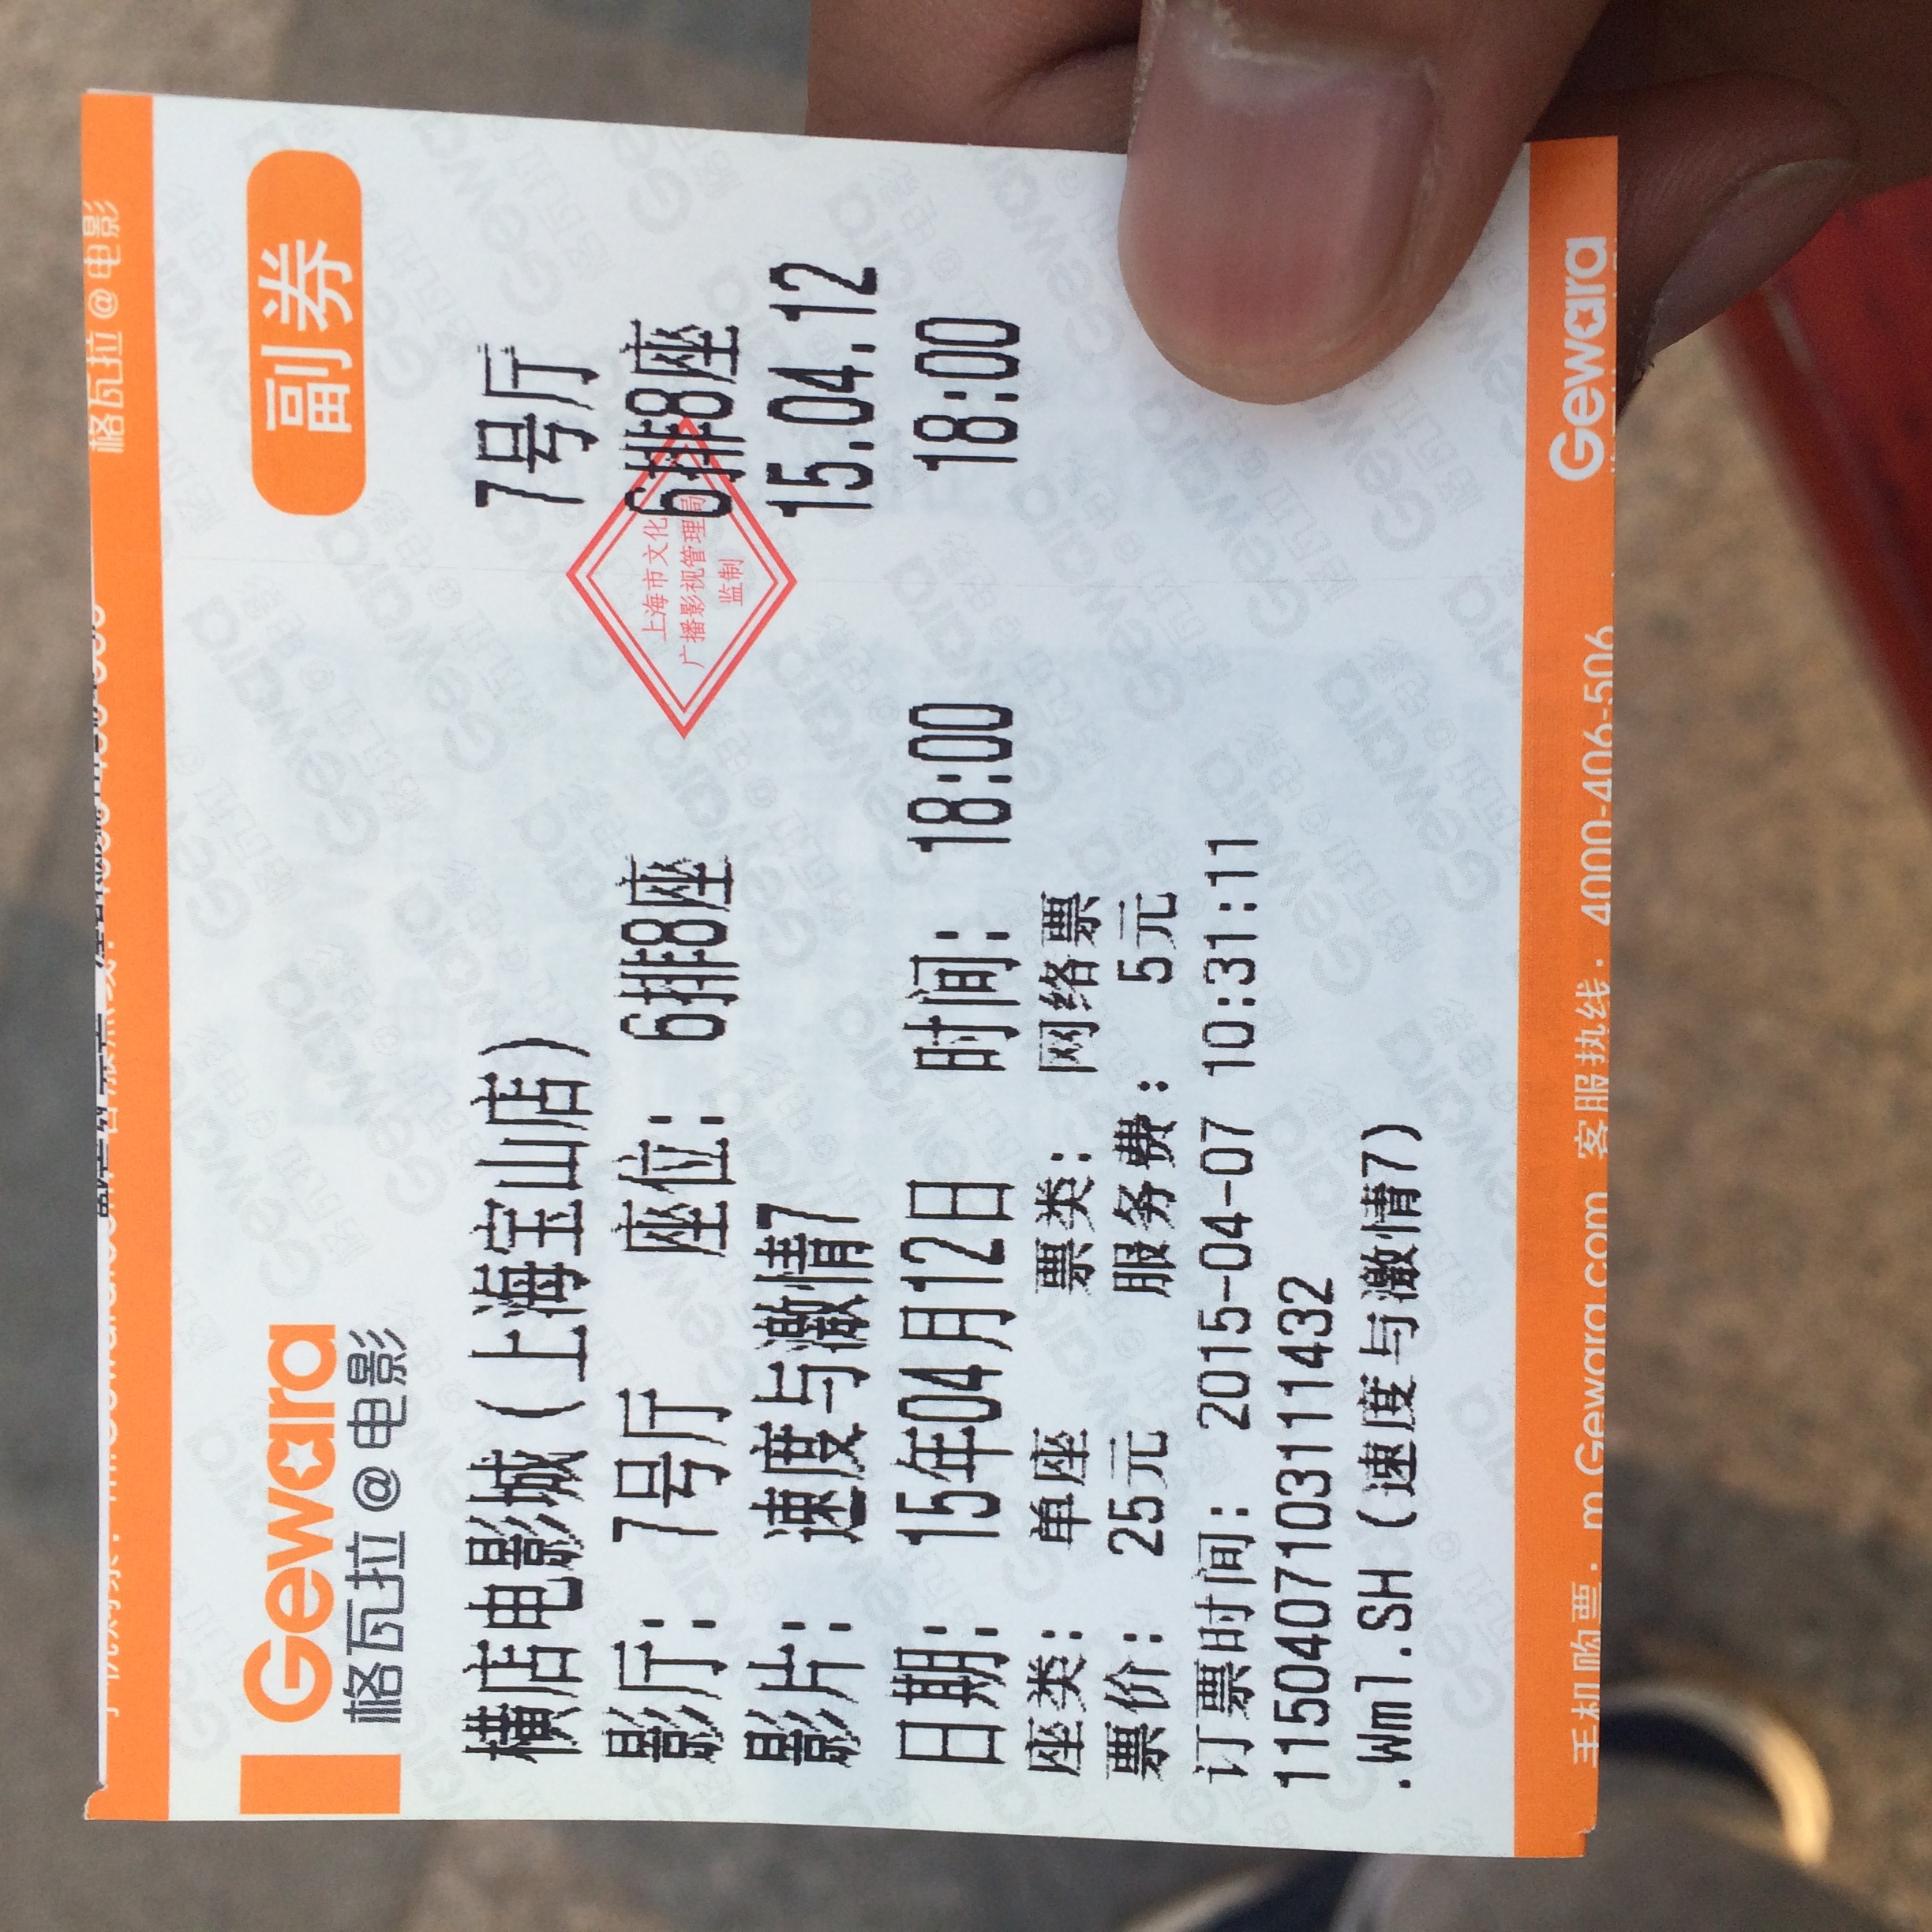 格瓦拉@电影
Gewara
格瓦拉@电影
副券
横店电影城(上海宝山店)
7号厅
影厅: 7号厅 座位: 6排8座
6排8座
上海市文化
广播影视管理局
监制
影片: 速度与激情7
15.04.12
日期: 15年04月12日 时间: 18:00
18:00
座类: 单座 票类: 网络票
票价: 25元 服务费: 5元
订票时间: 2015-04-07 10:31:11
1150407103111432
.Wml.SH (速度与激情7)
手机购票: m.Gewara.com 客服热线: 4000-406-506
Gewara